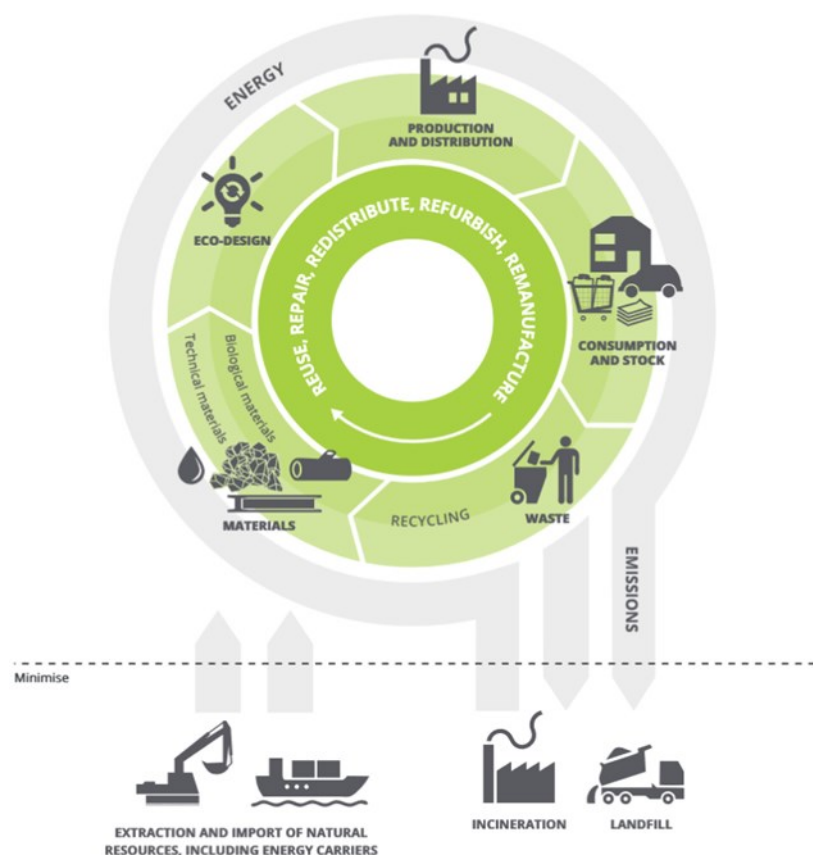 ENERGY
PRODUCTION
AND DISTRIBUTION
ECO-DESIGN
REUSE, REPAIR, REDISTRIBUTE, REFURBISH, REMANUFACTURE
CONSUMPTION
AND STOCK
Technical materials
Biological materials
MATERIALS
RECYCLING
WASTE
EMISSIONS
Minimise
EXTRACTION AND IMPORT OF NATURAL
RESOURCES, INCLUDING ENERGY CARRIERS
INCINERATION
LANDFILL